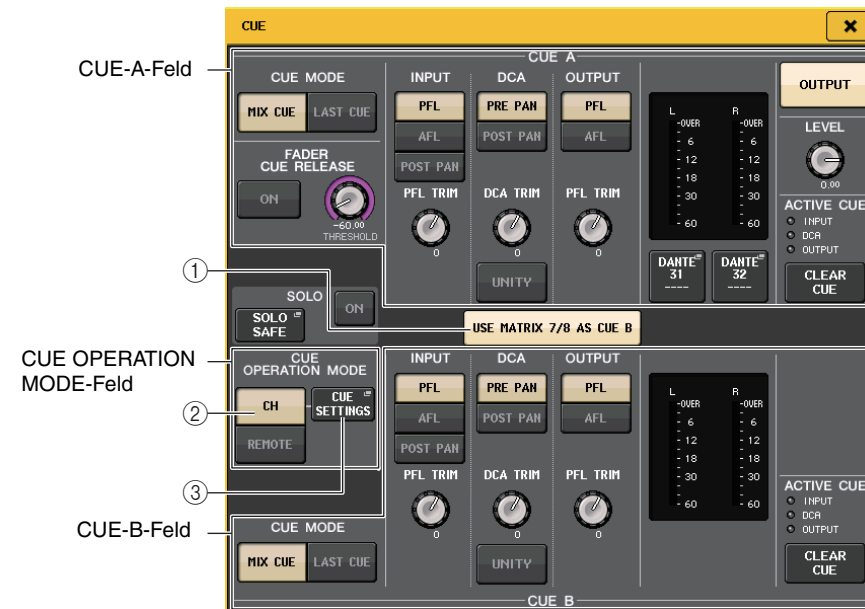 CUE
CUE A
CUE-A-Feld
CUE MODE
MIX CUE
LAST CUE
FADER
CUE RELEASE
ON
-60.00
THRESHOLD
INPUT
PFL
AFL
POST PAN
PFL TRIM
0
DCA
PRE PAN
POST PAN
DCA TRIM
0
UNITY
OUTPUT
PFL
AFL
PFL TRIM
0
L R
-OVER -OVER
- 6 - 6
- 12 - 12
- 18 - 18
- 30 - 30
- 60 - 60
DANTE
31
----
DANTE
32
----
OUTPUT
LEVEL
0.00
ACTIVE CUE
INPUT
DCA
OUTPUT
CLEAR
CUE
①
SOLO
SOLO
SAFE
ON
USE MATRIX 7/8 AS CUE B
CUE OPERATION
MODE-Feld
CUE
OPERATION MODE
②
CH
REMOTE
CUE
SETTINGS
③
CUE-B-Feld
CUE MODE
MIX CUE
LAST CUE
INPUT
PFL
AFL
POST PAN
PFL TRIM
0
DCA
PRE PAN
POST PAN
DCA TRIM
0
UNITY
OUTPUT
PFL
AFL
PFL TRIM
0
L R
-OVER -OVER
- 6 - 6
- 12 - 12
- 18 - 18
- 30 - 30
- 60 - 60
ACTIVE CUE
INPUT
DCA
OUTPUT
CLEAR
CUE
CUE B